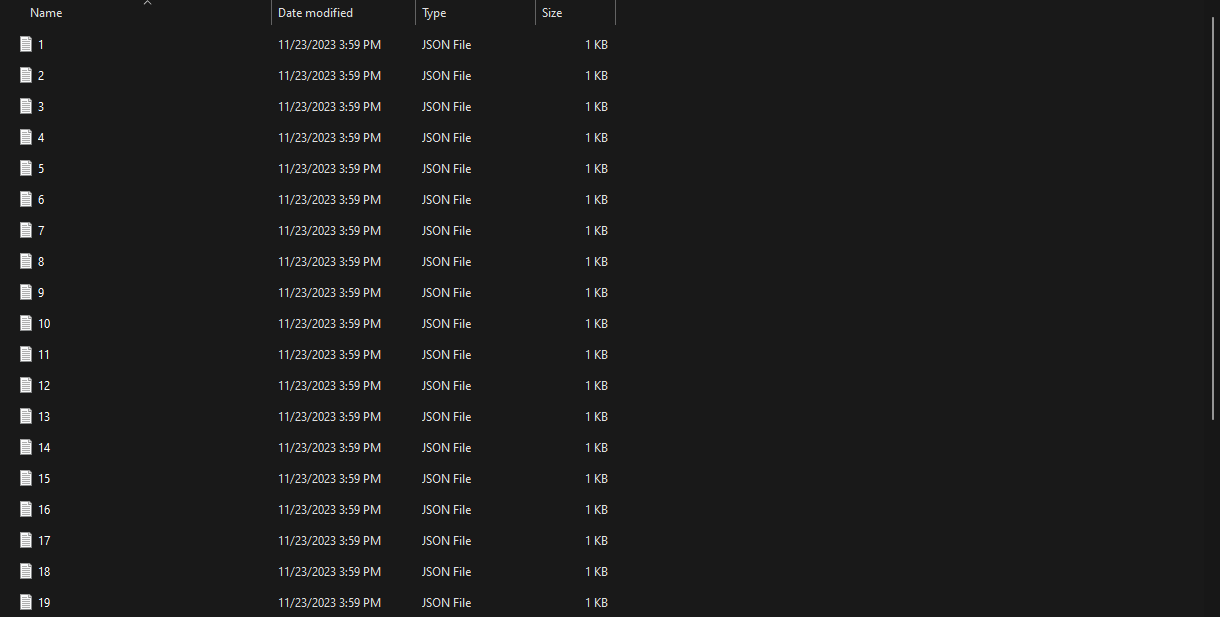 Name Date modified Type Size
1 11/23/2023 3:59 PM JSON File 1 KB
2 11/23/2023 3:59 PM JSON File 1 KB
3 11/23/2023 3:59 PM JSON File 1 KB
4 11/23/2023 3:59 PM JSON File 1 KB
5 11/23/2023 3:59 PM JSON File 1 KB
6 11/23/2023 3:59 PM JSON File 1 KB
7 11/23/2023 3:59 PM JSON File 1 KB
8 11/23/2023 3:59 PM JSON File 1 KB
9 11/23/2023 3:59 PM JSON File 1 KB
10 11/23/2023 3:59 PM JSON File 1 KB
11 11/23/2023 3:59 PM JSON File 1 KB
12 11/23/2023 3:59 PM JSON File 1 KB
13 11/23/2023 3:59 PM JSON File 1 KB
14 11/23/2023 3:59 PM JSON File 1 KB
15 11/23/2023 3:59 PM JSON File 1 KB
16 11/23/2023 3:59 PM JSON File 1 KB
17 11/23/2023 3:59 PM JSON File 1 KB
18 11/23/2023 3:59 PM JSON File 1 KB
19 11/23/2023 3:59 PM JSON File 1 KB